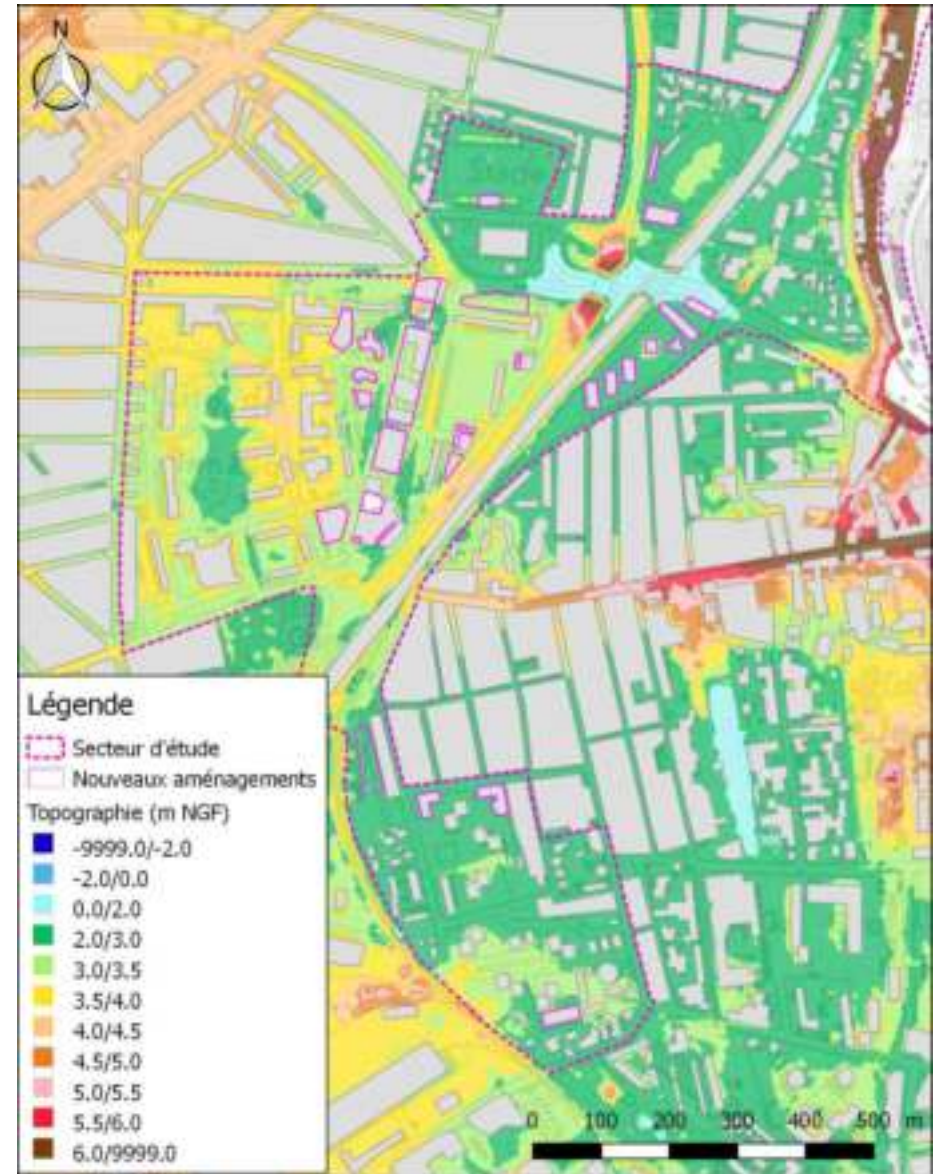 N
Stade
Légende
Secteur d'étude
Nouveaux aménagements
Topographie (m NGF)
-9999.0/-2.0
-2.0/0.0
0.0/2.0
2.0/3.0
3.0/3.5
3.5/4.0
4.0/4.5
4.5/5.0
5.0/5.5
5.5/6.0
6.0/9999.0
0 100 200 300 400 500 m